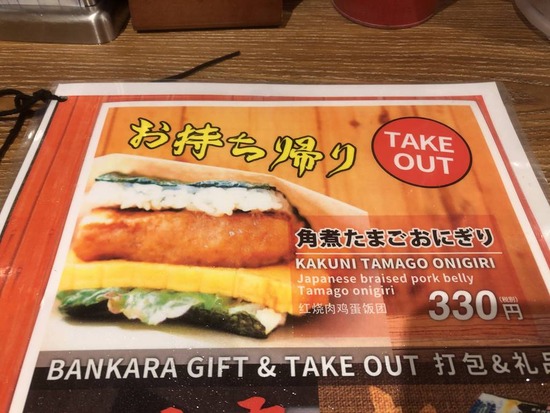 お持ち帰り
TAKE
OUT
角煮たまごおにぎり
KAKUNI TAMAGO ONIGIRI
Japanese braised pork belly
Tamago onigiri
红烧肉鸡蛋饭团
330円(税別)
BANKARA GIFT & TAKE OUT 打包&礼品